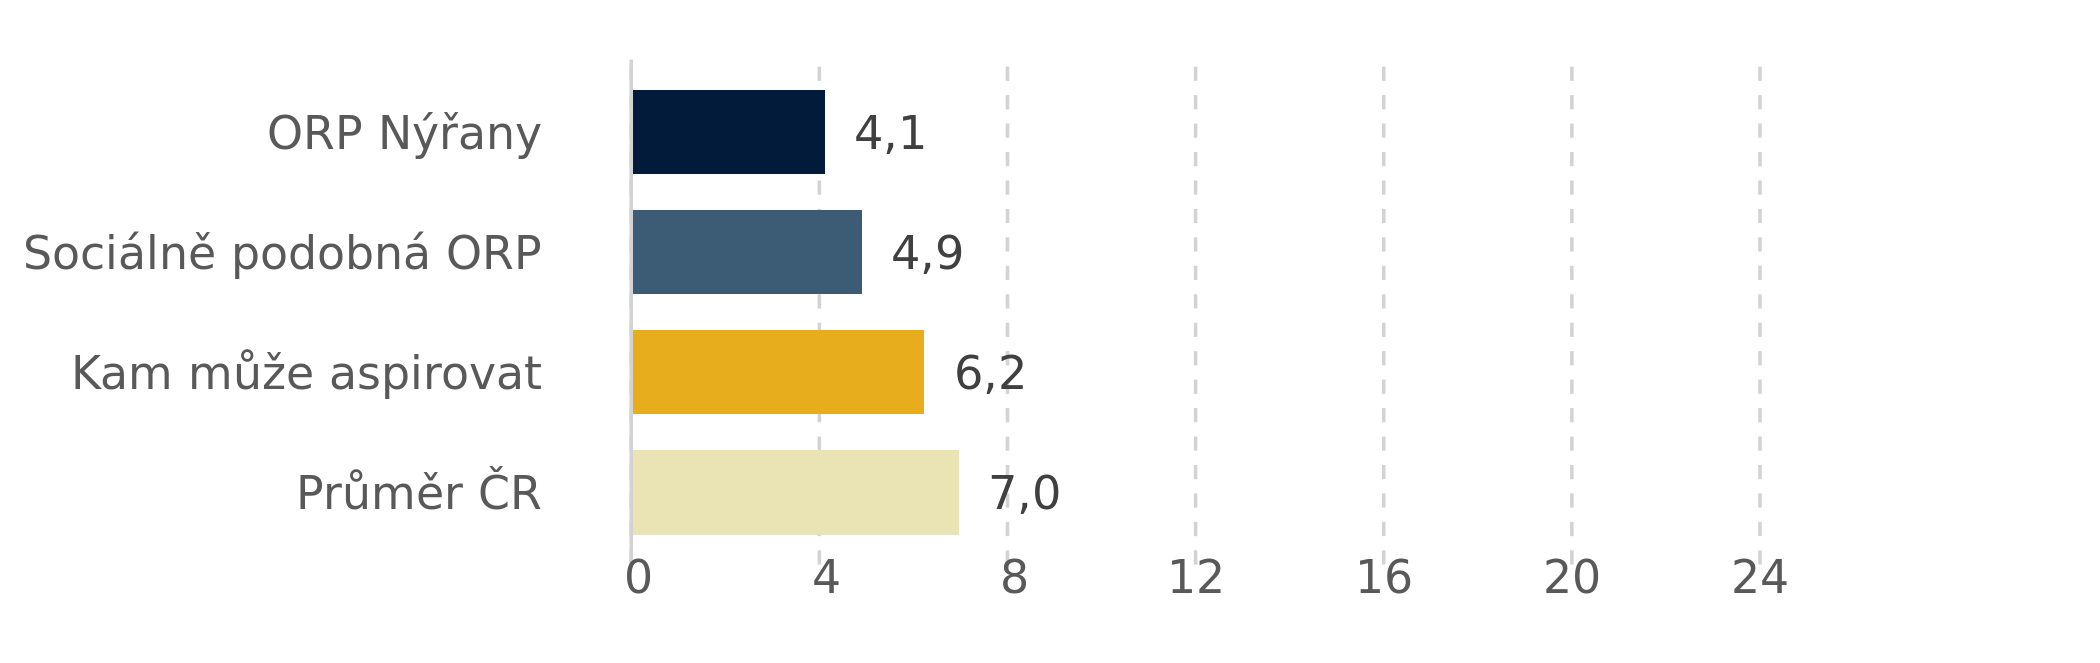 ORP Nýřany 4,1
Sociálně podobná ORP 4,9
Kam může aspirovat 6,2
Průměr ČR 7,0
0 4 8 12 16 20 24